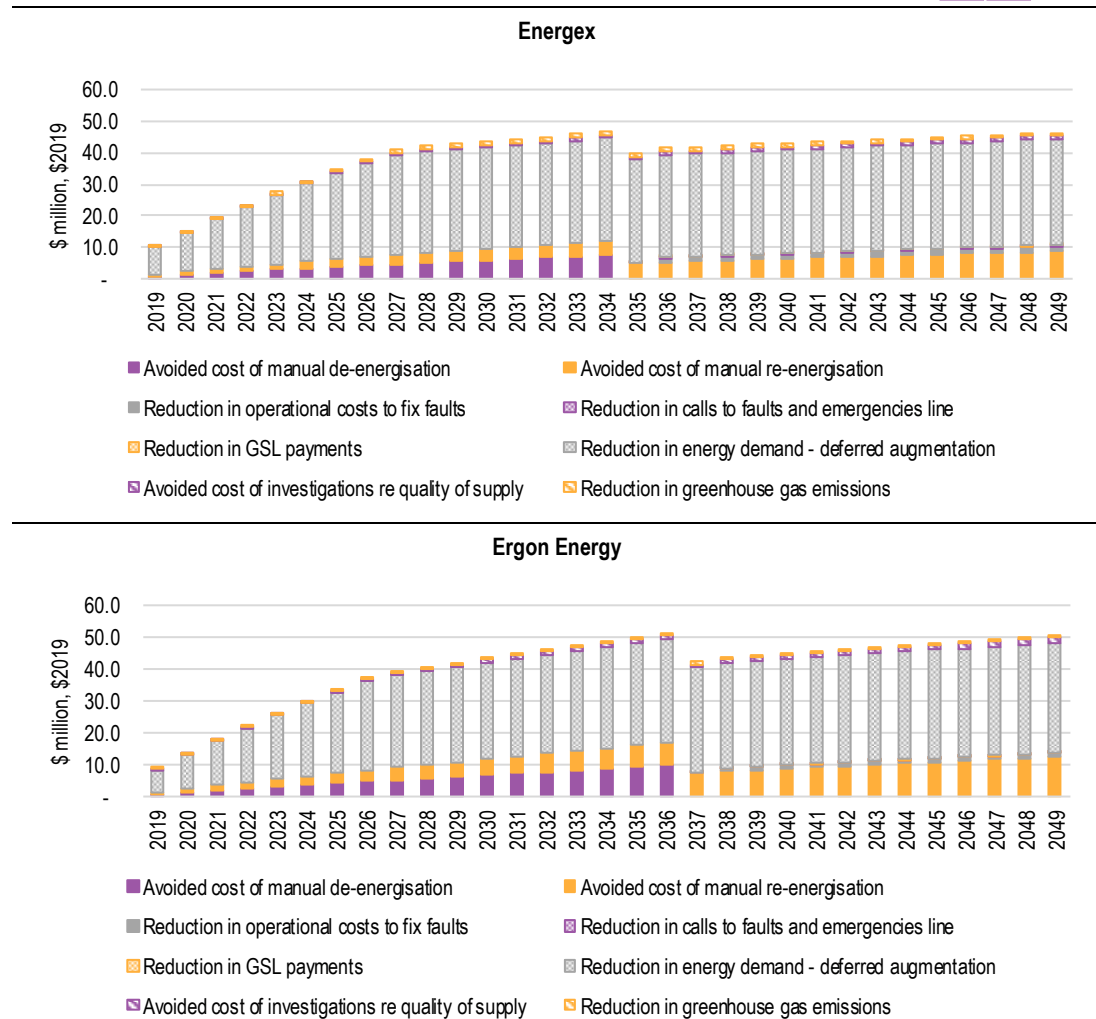 Energex
60.0
50.0
40.0
30.0
20.0
10.0
-
$ million, $2019
2019 2020 2021 2022 2023 2024 2025 2026 2027 2028 2029 2030 2031 2032 2033 2034 2035 2036 2037 2038 2039 2040 2041 2042 2043 2044 2045 2046 2047 2048 2049
Avoided cost of manual de-energisation Avoided cost of manual re-energisation
Reduction in operational costs to fix faults Reduction in calls to faults and emergencies line
Reduction in GSL payments Reduction in energy demand - deferred augmentation
Avoided cost of investigations re quality of supply Reduction in greenhouse gas emissions
Ergon Energy
60.0
50.0
40.0
30.0
20.0
10.0
-
$ million, $2019
2019 2020 2021 2022 2023 2024 2025 2026 2027 2028 2029 2030 2031 2032 2033 2034 2035 2036 2037 2038 2039 2040 2041 2042 2043 2044 2045 2046 2047 2048 2049
Avoided cost of manual de-energisation Avoided cost of manual re-energisation
Reduction in operational costs to fix faults Reduction in calls to faults and emergencies line
Reduction in GSL payments Reduction in energy demand - deferred augmentation
Avoided cost of investigations re quality of supply Reduction in greenhouse gas emissions